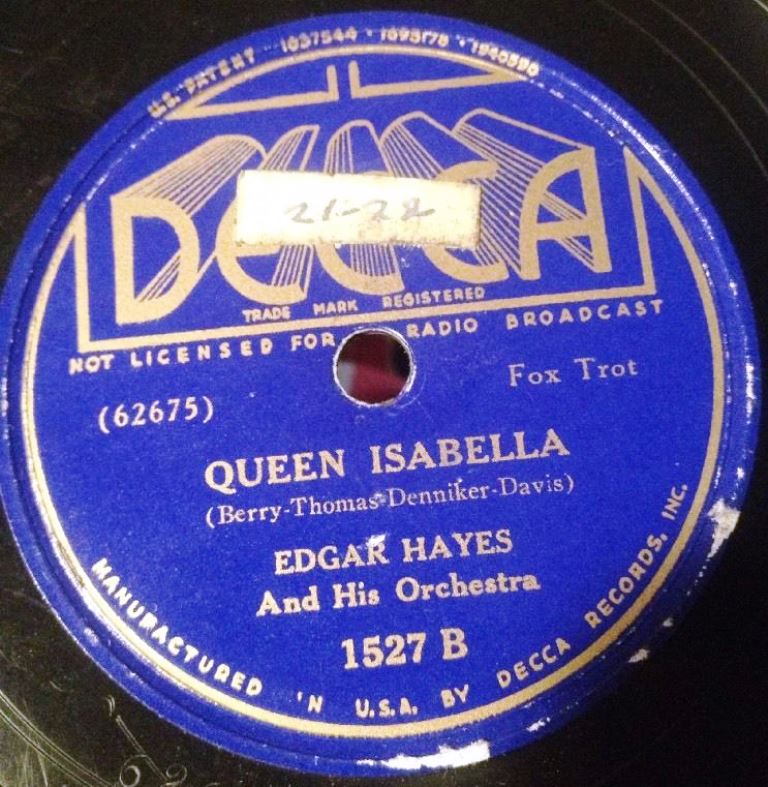 U.S. PATENT 1637544 · 1695178 · 1940590
DECCA
21-22
TRADE MARK REGISTERED
NOT LICENSED FOR RADIO BROADCAST
(62675)
Fox Trot
QUEEN ISABELLA
(Berry-Thomas-Denniker-Davis)
EDGAR HAYES
And His Orchestra
1527 B
MANUFACTURED 'N U.S.A. BY DECCA RECORDS, INC.